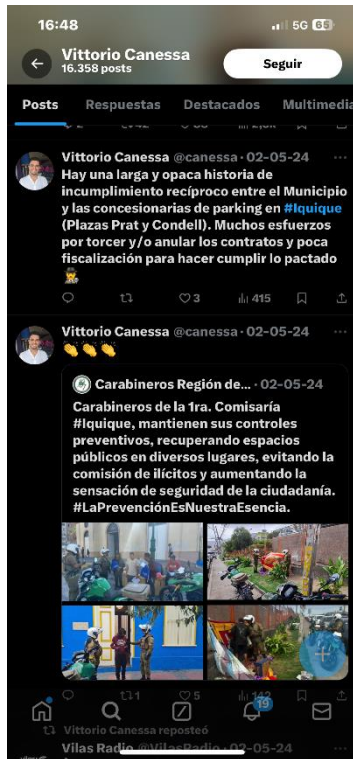 16:48
5G 65
Vittorio Canessa
16.358 posts
Seguir
Posts Respuestas Destacados Multimedia
Vittorio Canessa @canessa · 02-05-24
Hay una larga y opaca historia de
incumplimiento recíproco entre el Municipio
y las concesionarias de parking en #Iquique
(Plazas Prat y Condell). Muchos esfuerzos
por torcer y/o anular los contratos y poca
fiscalización para hacer cumplir lo pactado
3 415
Vittorio Canessa @canessa · 02-05-24
Carabineros Región de... · 02-05-24
Carabineros de la 1ra. Comisaría
#Iquique, mantienen sus controles
preventivos, recuperando espacios
públicos en diversos lugares, evitando la
comisión de ilícitos y aumentando la
sensación de seguridad de la ciudadanía.
#LaPrevenciónEsNuestraEsencia.
1 5 142
19
Vittorio Canessa reposteó
Vilas Radio @VilasRadio · 02-05-24